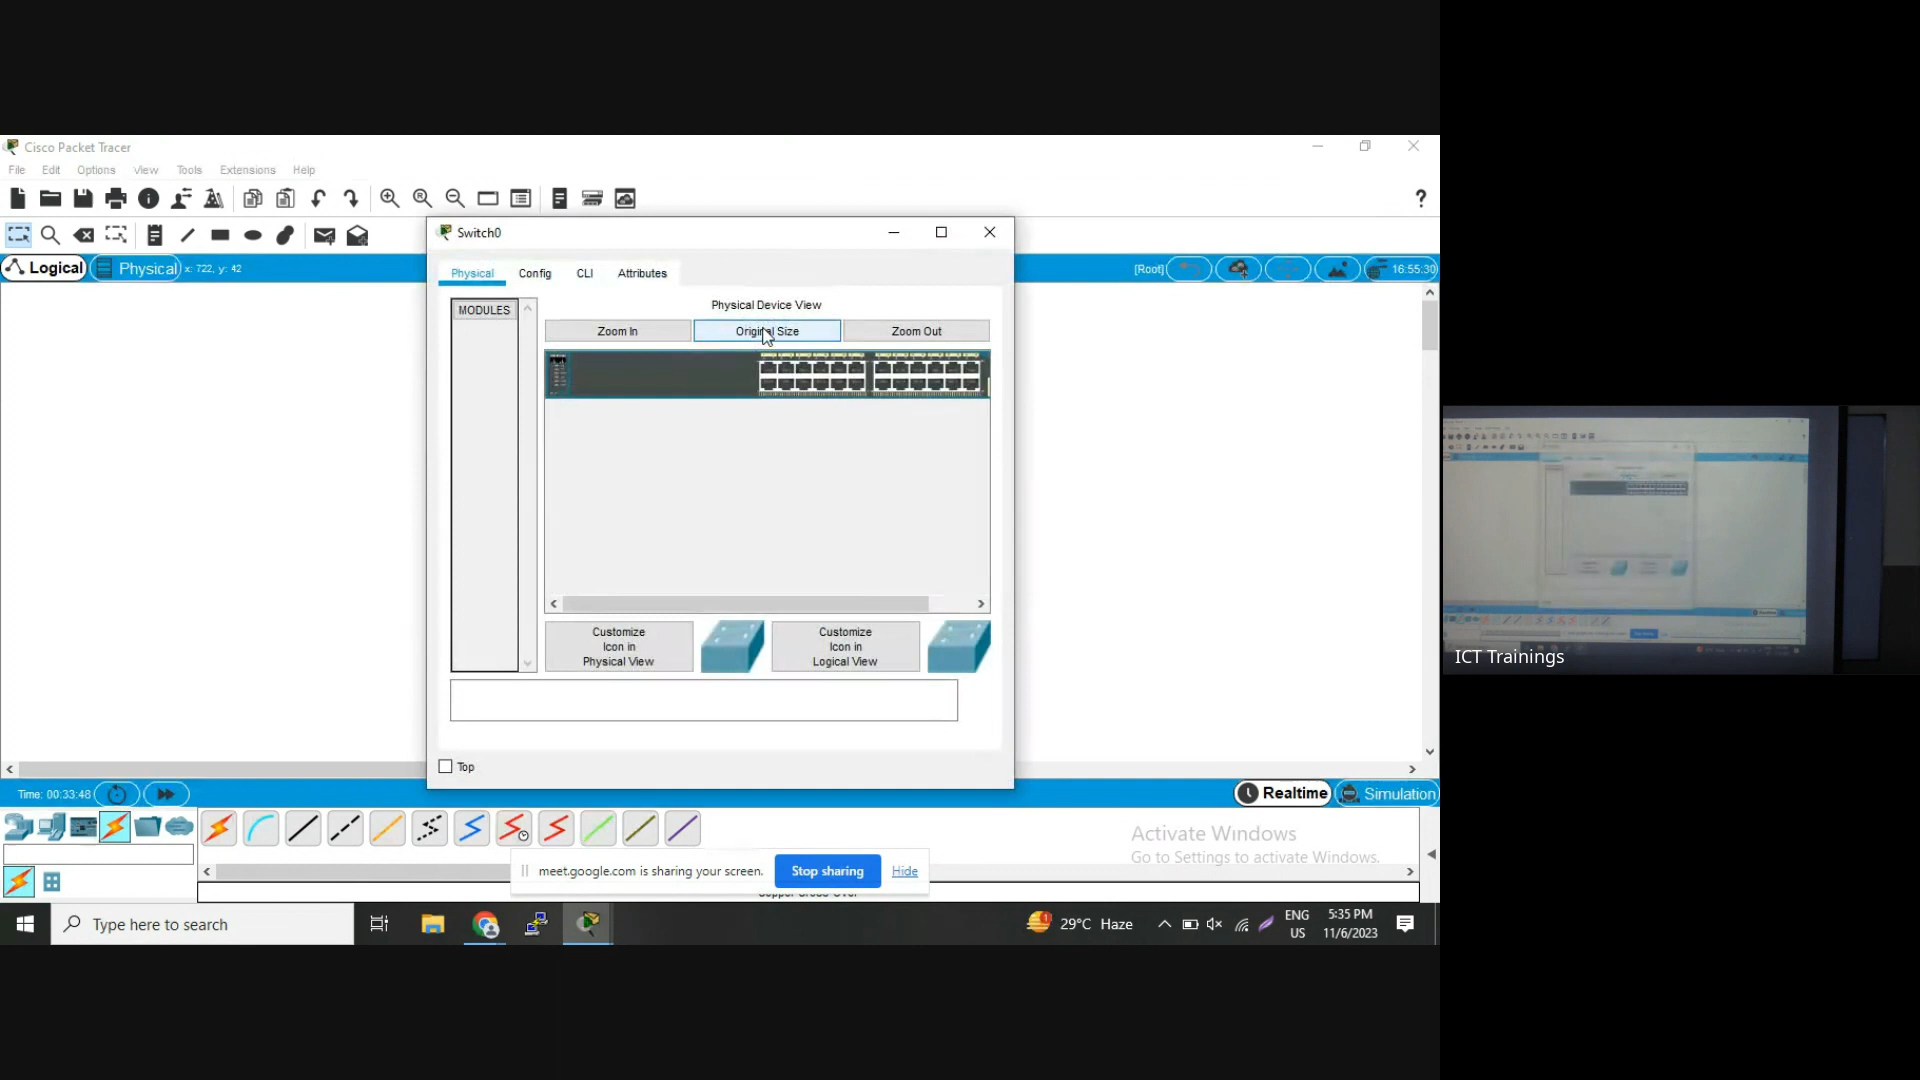 Cisco Packet Tracer
File Edit Options View Tools Extensions Help
Switch0
Logical Physical x: 722, y: 42
[Root] 16:55:30
Physical Config CLI Attributes
MODULES
Physical Device View
Zoom In Original Size Zoom Out
Customize
Icon in
Physical View
Customize
Icon in
Logical View
Top
ICT Trainings
Time: 00:33:48
Realtime Simulation
Activate Windows
Go to Settings to activate Windows.
meet.google.com is sharing your screen. Stop sharing Hide
Copper Cross-Over
Type here to search
29°C Haze
ENG
US
5:35 PM
11/6/2023